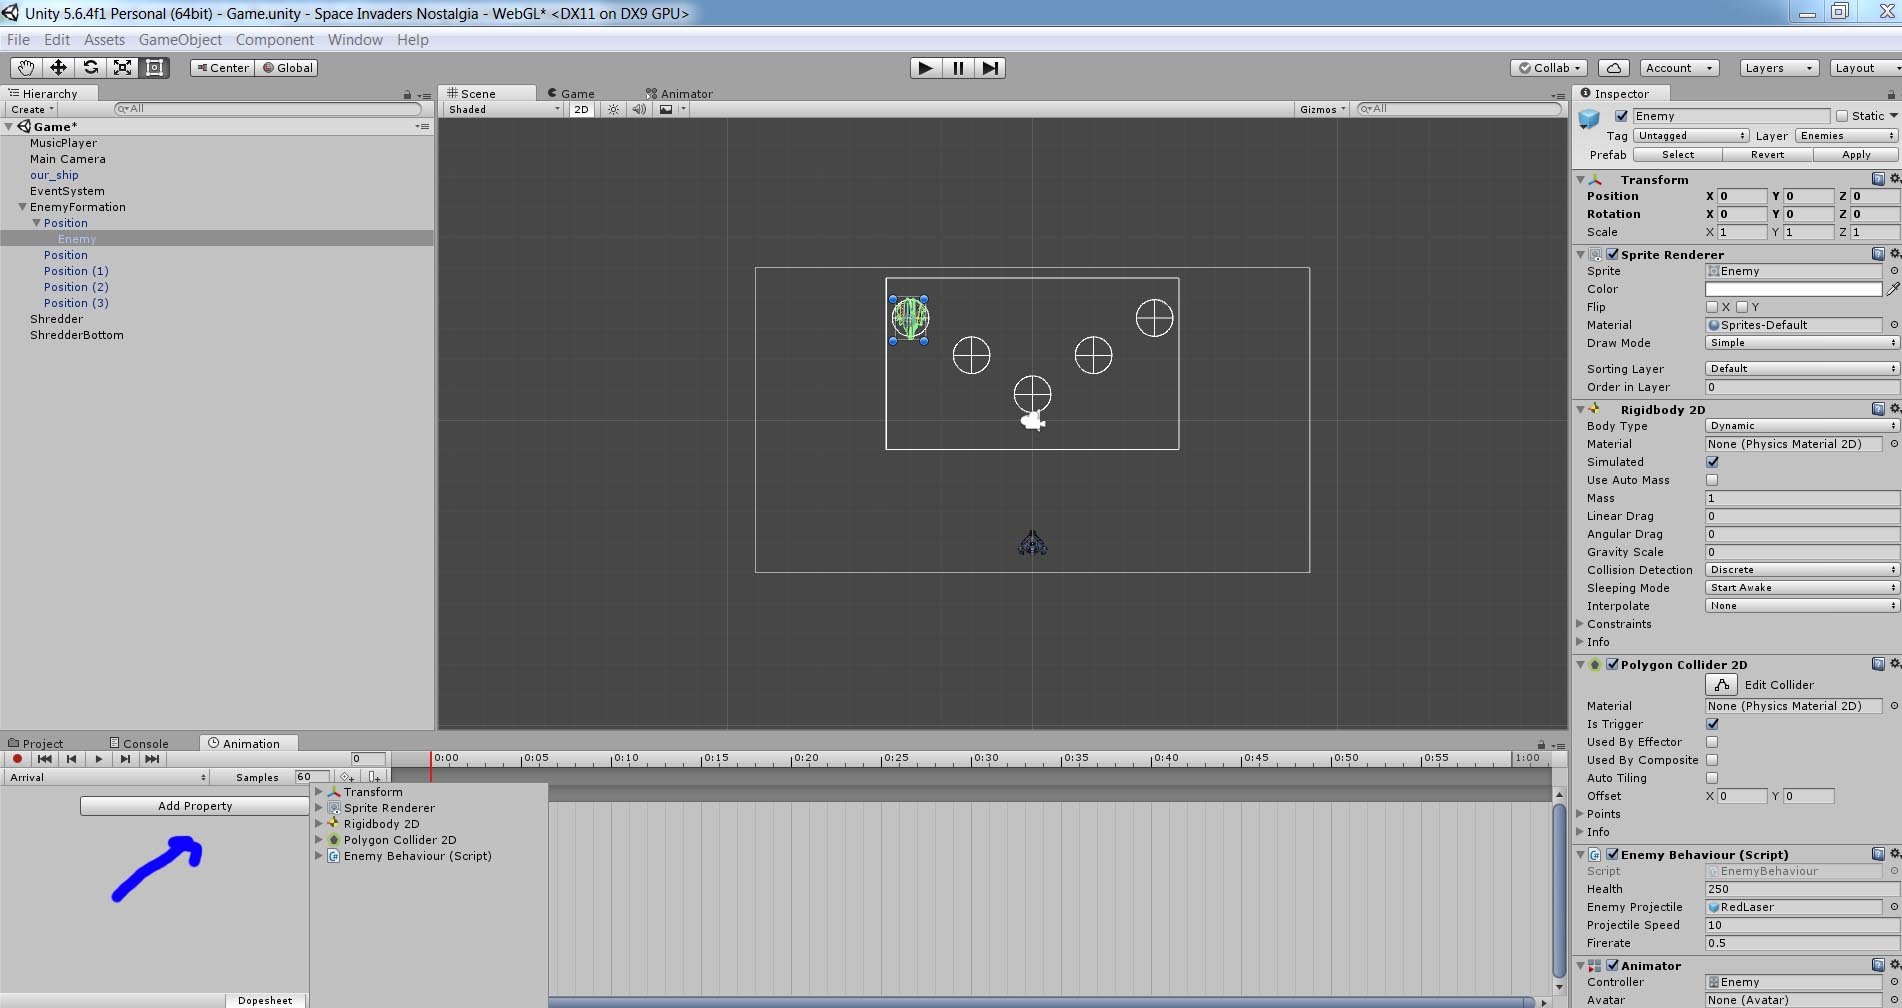 Unity 5.6.4f1 Personal (64bit) - Game.unity - Space Invaders Nostalgia - WebGL* <DX11 on DX9 GPU>
File Edit Assets GameObject Component Window Help
Center Global Collab Account Layers Layout
Hierarchy
Create All
Game*
MusicPlayer
Main Camera
our_ship
EventSystem
EnemyFormation
Position
Enemy
Position
Position (1)
Position (2)
Position (3)
Shredder
ShredderBottom
Scene Game Animator
Shaded 2D Gizmos All
Inspector
Enemy Static
Tag Untagged Layer Enemies
Prefab Select Revert Apply
Transform
Position X 0 Y 0 Z 0
Rotation X 0 Y 0 Z 0
Scale X 1 Y 1 Z 1
Sprite Renderer
Sprite Enemy
Color
Flip X Y
Material Sprites-Default
Draw Mode Simple
Sorting Layer Default
Order in Layer 0
Rigidbody 2D
Body Type Dynamic
Material None (Physics Material 2D)
Simulated
Use Auto Mass
Mass 1
Linear Drag 0
Angular Drag 0
Gravity Scale 0
Collision Detection Discrete
Sleeping Mode Start Awake
Interpolate None
Constraints
Info
Polygon Collider 2D
Edit Collider
Material None (Physics Material 2D)
Is Trigger
Used By Effector
Used By Composite
Auto Tiling
Offset X 0 Y 0
Points
Info
Enemy Behaviour (Script)
Script EnemyBehaviour
Health 250
Enemy Projectile RedLaser
Projectile Speed 10
Firerate 0.5
Animator
Controller Enemy
Avatar None (Avatar)
Project Console Animation
0 0:00 0:05 0:10 0:15 0:20 0:25 0:30 0:35 0:40 0:45 0:50 0:55 1:00
Arrival Samples 60
Add Property
Transform
Sprite Renderer
Rigidbody 2D
Polygon Collider 2D
Enemy Behaviour (Script)
Dopesheet